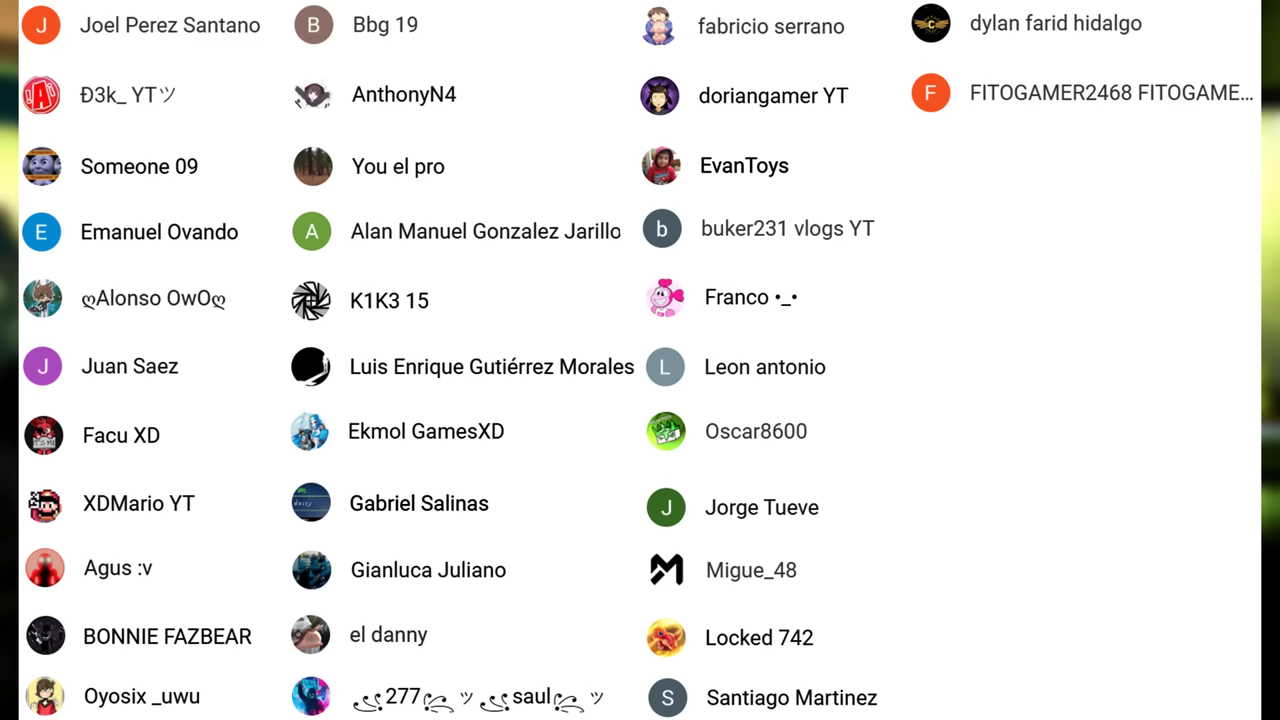 Joel Perez Santano
Đ3k_ YTツ
Someone 09
Emanuel Ovando
ღAlonso OwOღ
Juan Saez
Facu XD
XDMario YT
Agus :v
BONNIE FAZBEAR
Oyosix _uwu
Bbg 19
AnthonyN4
You el pro
Alan Manuel Gonzalez Jarillo
K1K3 15
Luis Enrique Gutiérrez Morales
Ekmol GamesXD
Gabriel Salinas
Gianluca Juliano
el danny
꧁277꧂ッ꧁saul꧂ッ
fabricio serrano
doriangamer YT
EvanToys
buker231 vlogs YT
Franco •_•
Leon antonio
Oscar8600
Jorge Tueve
Migue_48
Locked 742
Santiago Martinez
dylan farid hidalgo
FITOGAMER2468 FITOGAME...